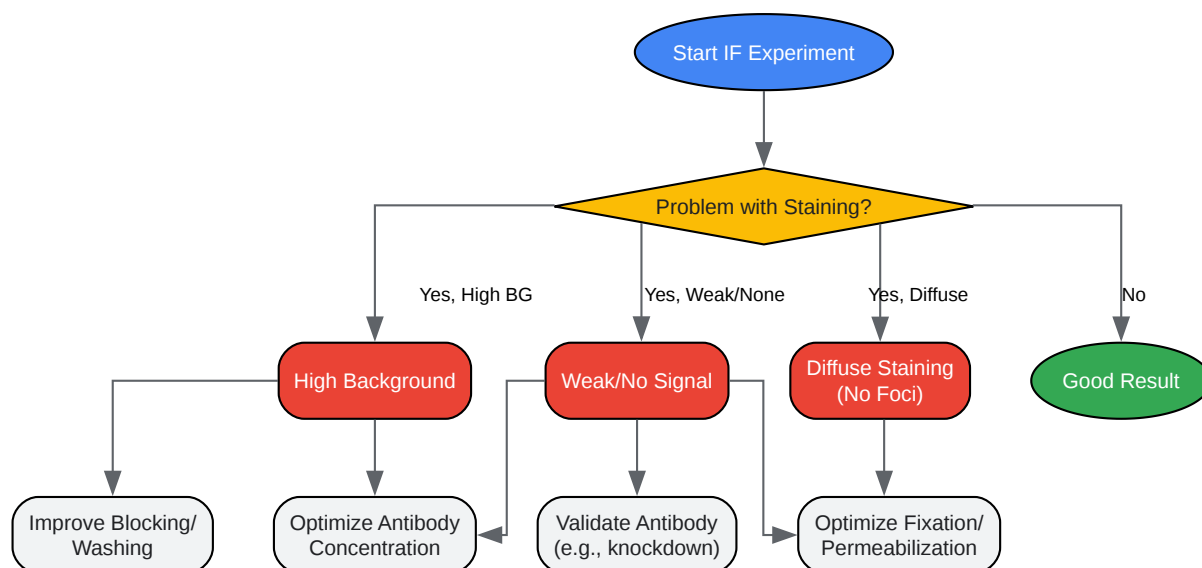 Start IF Experiment
Problem with Staining?
Yes, High BG
Yes, Weak/None
Yes, Diffuse
No
High Background
Weak/No Signal
Diffuse Staining
(No Foci)
Good Result
Improve Blocking/
Washing
Optimize Antibody
Concentration
Validate Antibody
(e.g., knockdown)
Optimize Fixation/
Permeabilization